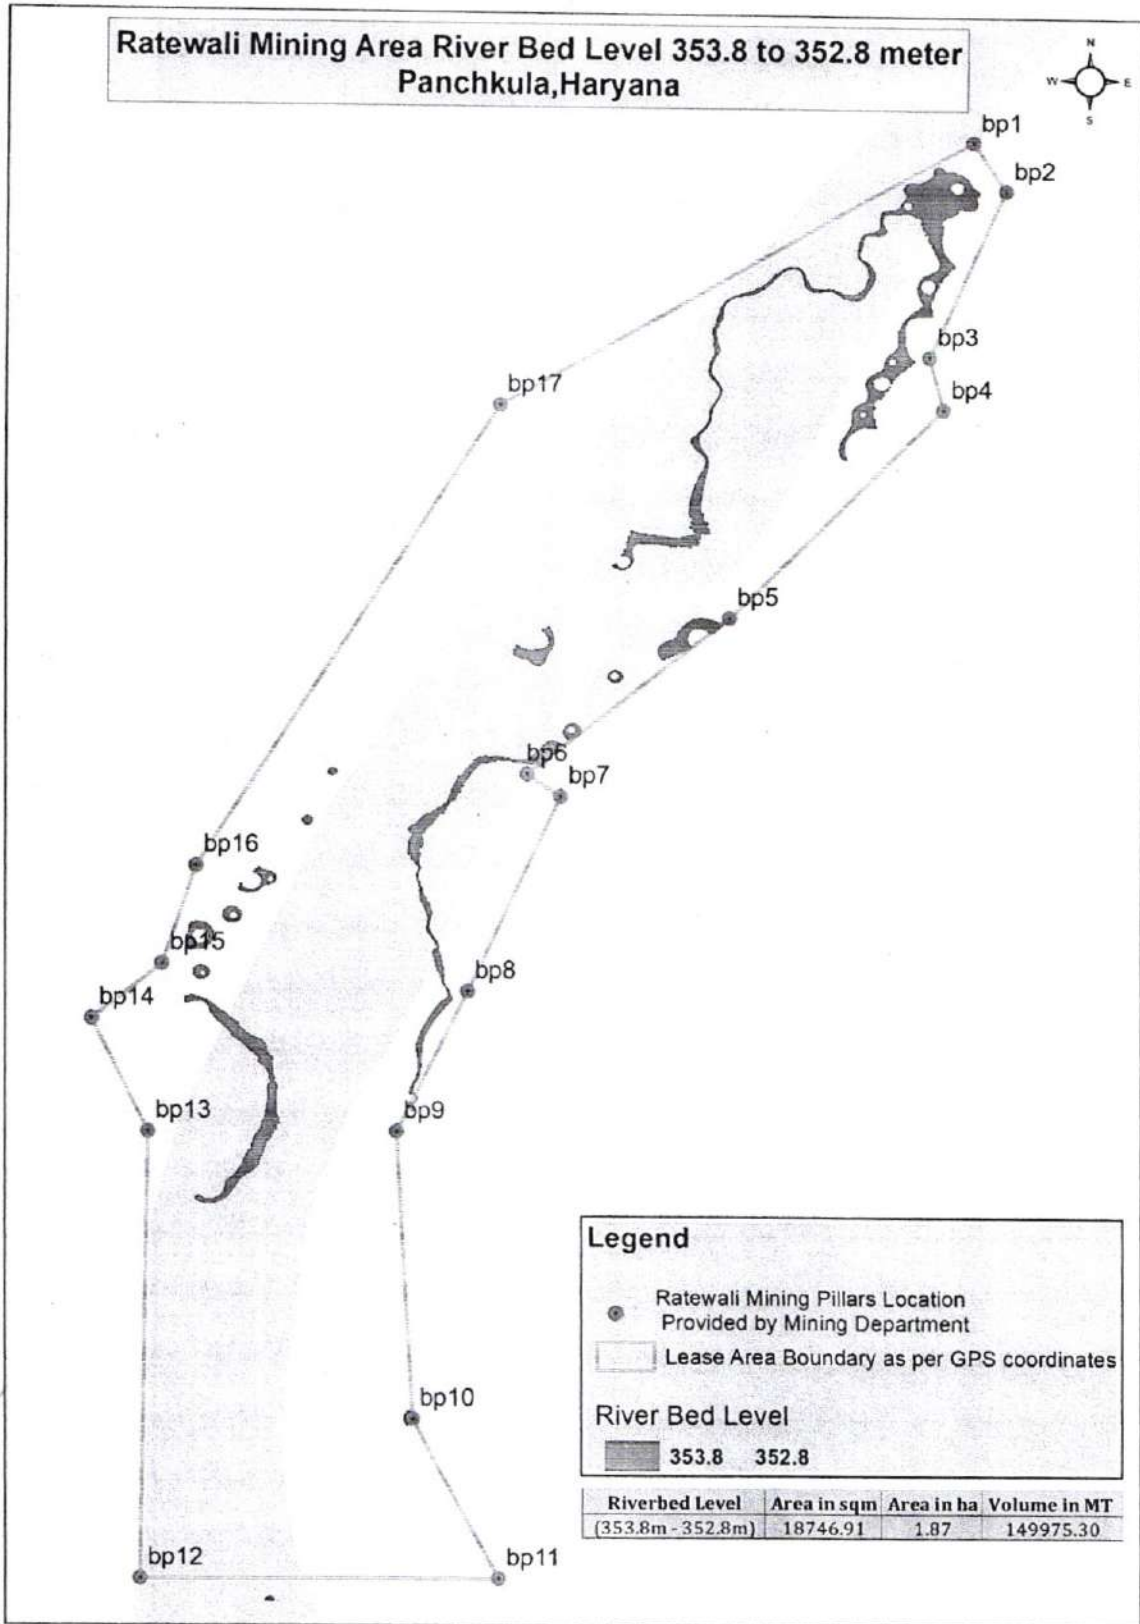 Ratewali Mining Area River Bed Level 353.8 to 352.8 meter
Panchkula,Haryana
N
W E
S
bp1
bp2
bp3
bp4
bp17
bp5
bp6
bp7
bp16
bp15
bp8
bp14
bp13
bp9
bp10
bp12
bp11
Legend
Ratewali Mining Pillars Location
Provided by Mining Department
Lease Area Boundary as per GPS coordinates
River Bed Level
353.8 352.8
Riverbed Level Area in sqm Area in ha Volume in MT
(353.8m - 352.8m) 18746.91 1.87 149975.30